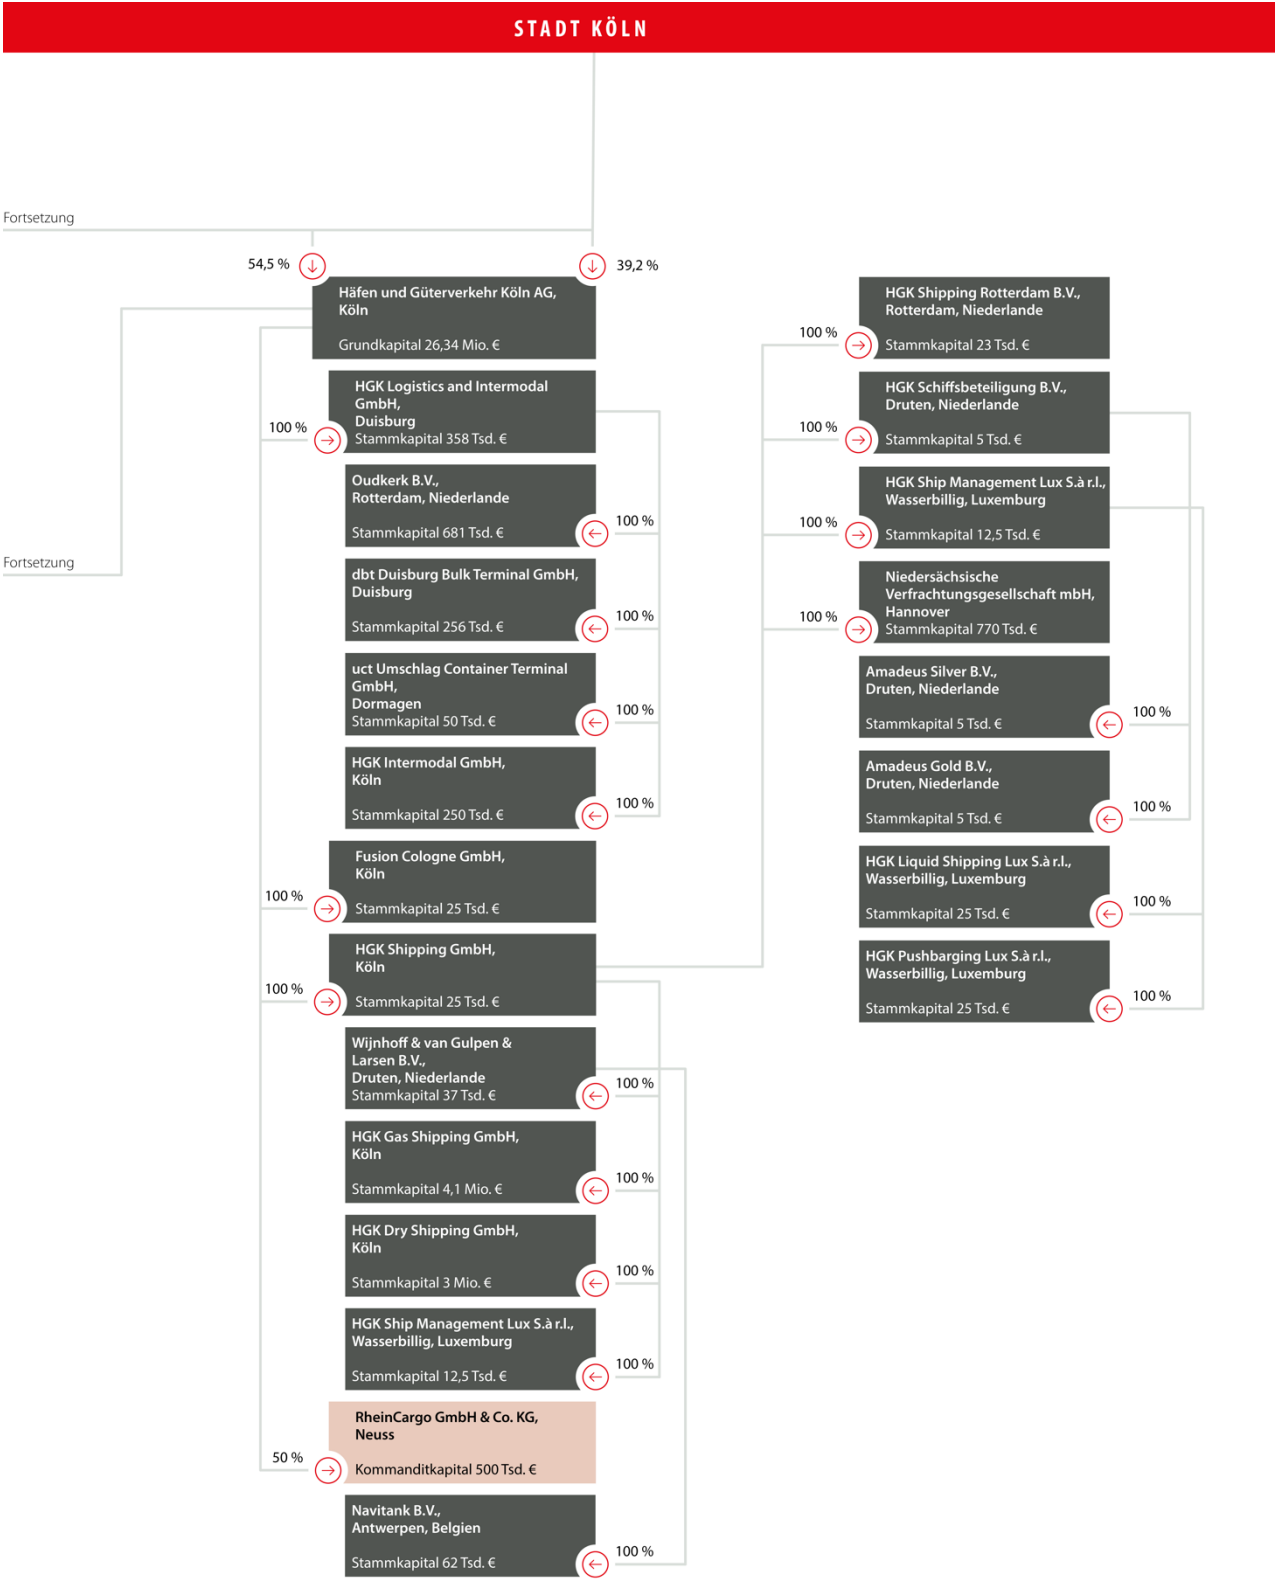 STADT KÖLN
Fortsetzung
54,5 %
39,2 %
Häfen und Güterverkehr Köln AG,
Köln
Grundkapital 26,34 Mio. €
HGK Logistics and Intermodal
GmbH,
Duisburg
100 %
Stammkapital 358 Tsd. €
Oudkerk B.V.,
Rotterdam, Niederlande
100 %
Stammkapital 681 Tsd. €
Fortsetzung
dbt Duisburg Bulk Terminal GmbH,
Duisburg
100 %
Stammkapital 256 Tsd. €
uct Umschlag Container Terminal
GmbH,
Dormagen
100 %
Stammkapital 50 Tsd. €
HGK Intermodal GmbH,
Köln
100 %
Stammkapital 250 Tsd. €
Fusion Cologne GmbH,
Köln
100 %
Stammkapital 25 Tsd. €
HGK Shipping GmbH,
Köln
100 %
Stammkapital 25 Tsd. €
Wijnhoff & van Gulpen &
Larsen B.V.,
Druten, Niederlande
100 %
Stammkapital 37 Tsd. €
HGK Gas Shipping GmbH,
Köln
100 %
Stammkapital 4,1 Mio. €
HGK Dry Shipping GmbH,
Köln
100 %
Stammkapital 3 Mio. €
HGK Ship Management Lux S.à r.l.,
Wasserbillig, Luxemburg
100 %
Stammkapital 12,5 Tsd. €
RheinCargo GmbH & Co. KG,
Neuss
50 %
Kommanditkapital 500 Tsd. €
Navitank B.V.,
Antwerpen, Belgien
100 %
Stammkapital 62 Tsd. €
HGK Shipping Rotterdam B.V.,
Rotterdam, Niederlande
100 %
Stammkapital 23 Tsd. €
HGK Schiffsbeteiligung B.V.,
Druten, Niederlande
100 %
Stammkapital 5 Tsd. €
HGK Ship Management Lux S.à r.l.,
Wasserbillig, Luxemburg
100 %
Stammkapital 12,5 Tsd. €
Niedersächsische
Verfrachtungsgesellschaft mbH,
Hannover
100 %
Stammkapital 770 Tsd. €
Amadeus Silver B.V.,
Druten, Niederlande
100 %
Stammkapital 5 Tsd. €
Amadeus Gold B.V.,
Druten, Niederlande
100 %
Stammkapital 5 Tsd. €
HGK Liquid Shipping Lux S.à r.l.,
Wasserbillig, Luxemburg
100 %
Stammkapital 25 Tsd. €
HGK Pushbarging Lux S.à r.l.,
Wasserbillig, Luxemburg
100 %
Stammkapital 25 Tsd. €